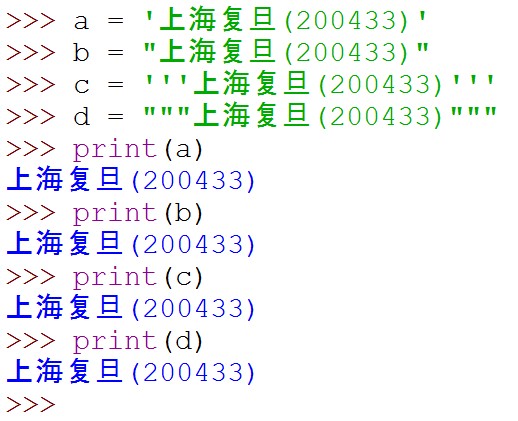 >>> a = '上海复旦(200433)'
>>> b = "上海复旦(200433)"
>>> c = '''上海复旦(200433)'''
>>> d = """上海复旦(200433)"""
>>> print(a)
上海复旦(200433)
>>> print(b)
上海复旦(200433)
>>> print(c)
上海复旦(200433)
>>> print(d)
上海复旦(200433)
>>>